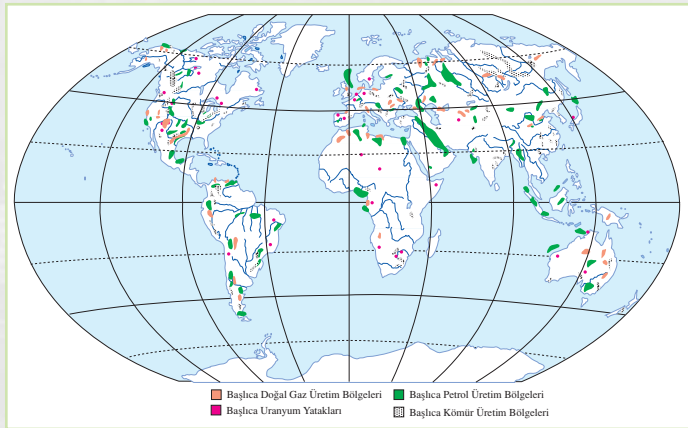 Başlıca Doğal Gaz Üretim Bölgeleri
Başlıca Petrol Üretim Bölgeleri
Başlıca Uranyum Yatakları
Başlıca Kömür Üretim Bölgeleri